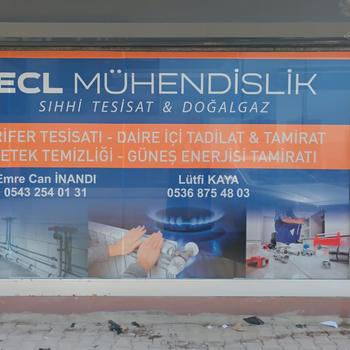 ECL MÜHENDİSLİK
SIHHİ TESİSAT & DOĞALGAZ
RİFER TESİSATI - DAİRE İÇİ TADİLAT & TAMİRAT
ETEK TEMİZLİĞİ - GÜNEŞ ENERJİSİ TAMİRATI
Emre Can İNANDI
0543 254 01 31
Lütfi KAYA
0536 875 48 03